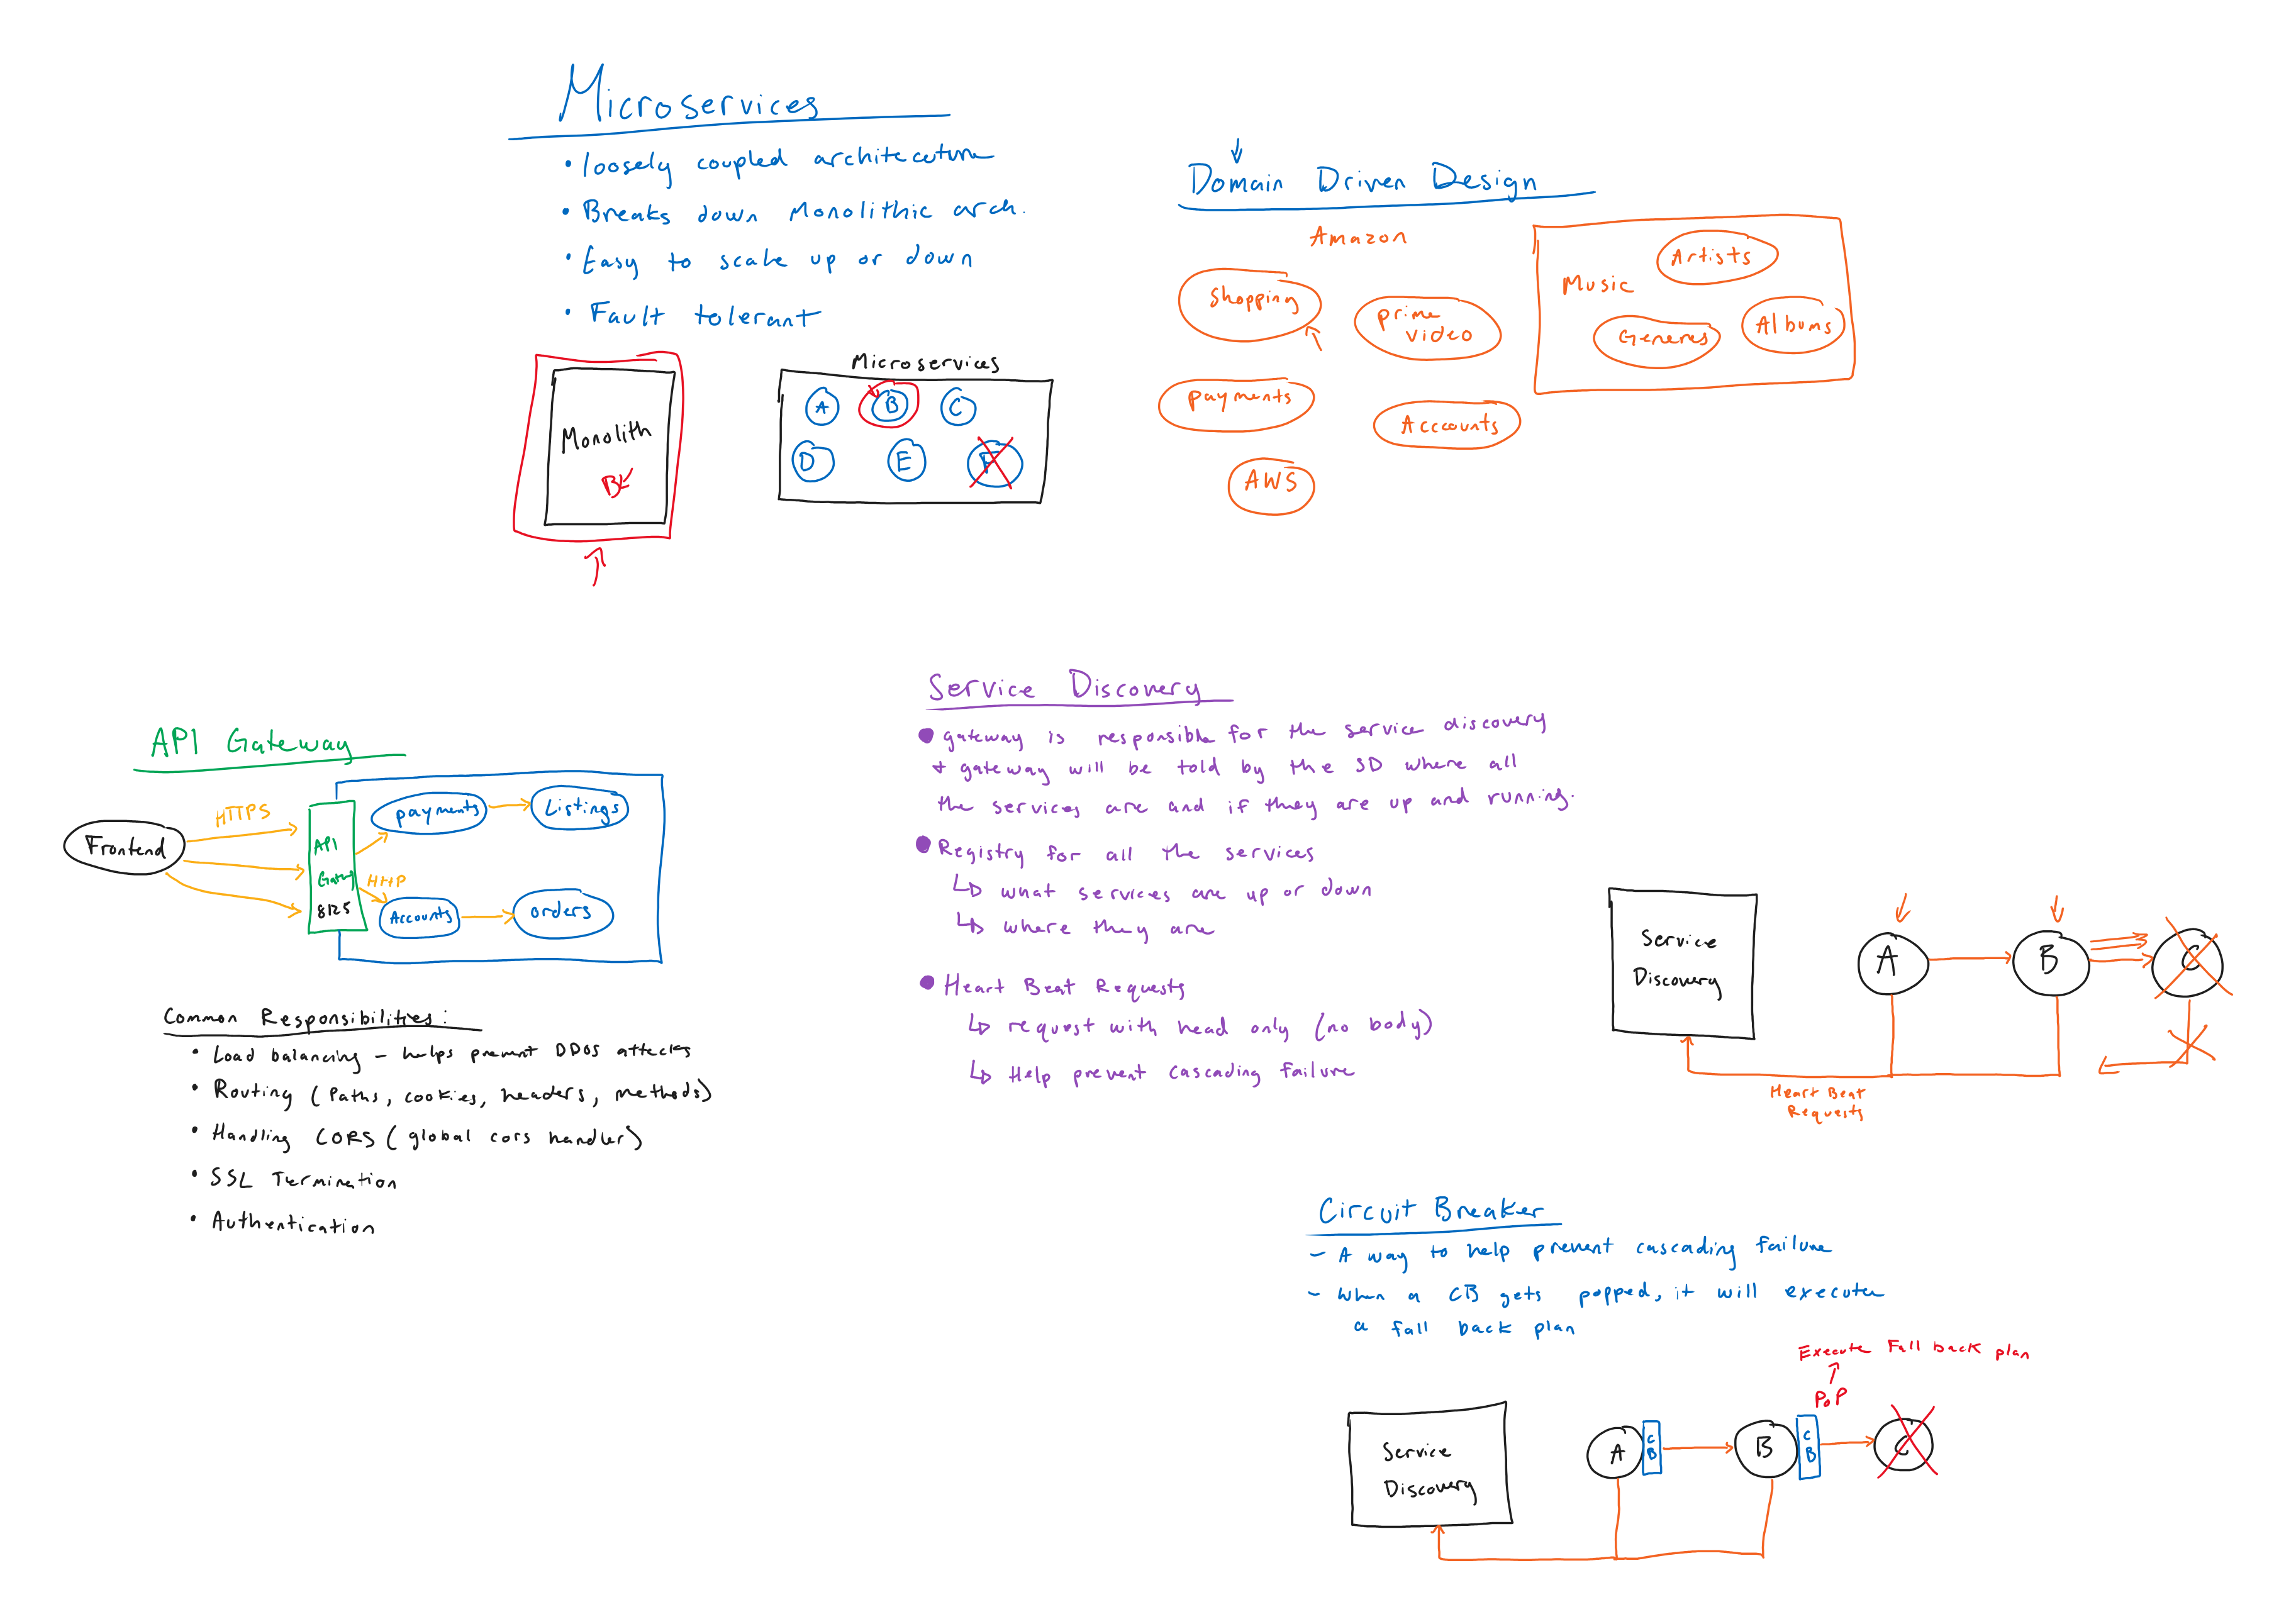 Microservices
• loosely coupled architecuture
• Breaks down Monolithic arch.
• Easy to scale up or down
• Fault tolerant
Monolith
B
Microservices
A B C
D E F
Domain Driven Design
Amazon
Shopping
prime
video
payments
Acccounts
AWS
Music
Artists
Generes
Albums
API Gateway
Frontend
HTTPS
API
8125
HTTP
payments
Listings
Accounts
orders
Common Responsibilities:
• Load balancing - helps prevent DDOS attacks
• Routing (Paths, cookies, headers, methods)
• Handling CORS (global cors handler)
• SSL Termination
• Authentication
Service Discovery
• gateway is responsible for the service discovery
+ gateway will be told by the SD where all
the services are and if they are up and running.
• Registry for all the services
↳ what services are up or down
↳ where they are
• Heart Beat Requests
↳ request with head only (no body)
↳ Help prevent cascading failure
Service
Discovery
A B C
Heart Beat
Requests
Circuit Breaker
- A way to help prevent cascading failure
- When a CB gets popped, it will execute
a fall back plan
Execute Fall back plan
PoP
Service
Discovery
A
CB
B
CB
C